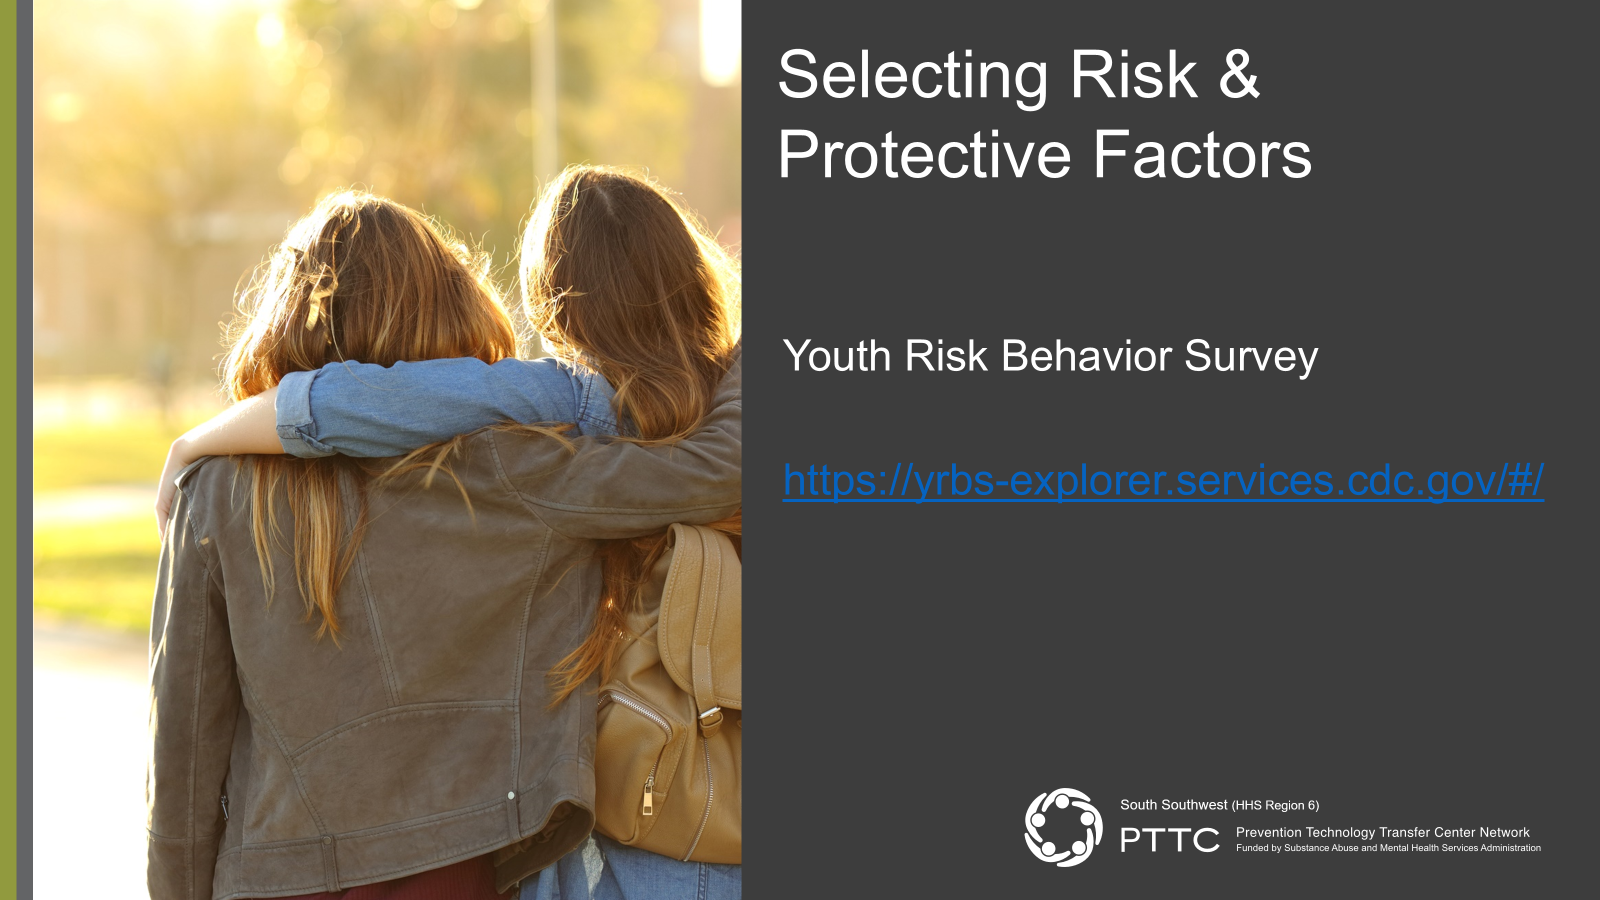 Selecting Risk &
Protective Factors
Youth Risk Behavior Survey
https://yrbs-explorer.services.cdc.gov/#/
South Southwest (HHS Region 6)
PTTC
Prevention Technology Transfer Center Network
Funded by Substance Abuse and Mental Health Services Administration